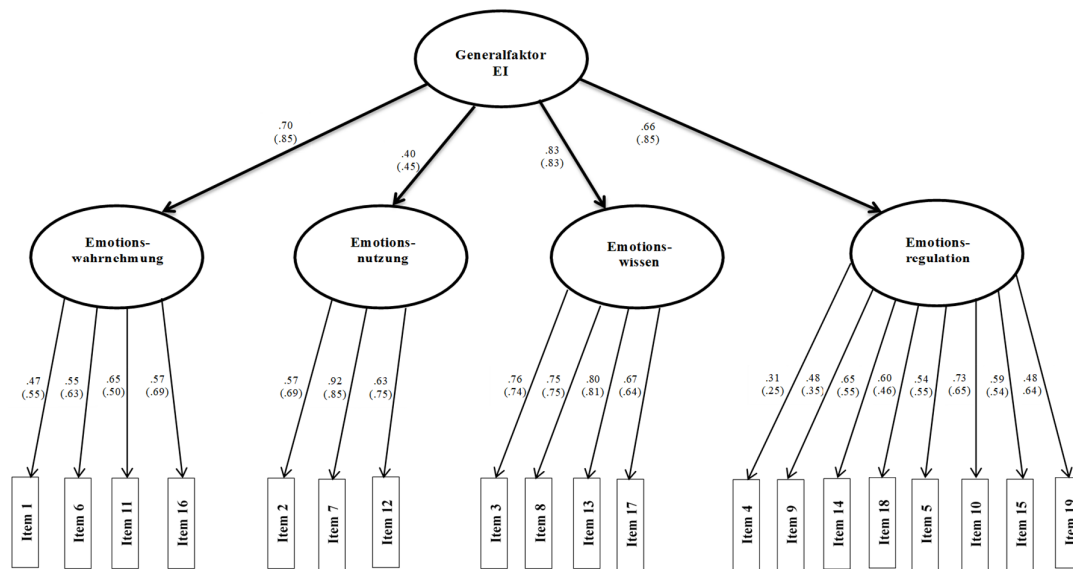 Generalfaktor
EI
.70
(.85)
.40
(.45)
.83
(.83)
.66
(.85)
Emotions-
wahrnehmung
Emotions-
nutzung
Emotions-
wissen
Emotions-
regulation
.47
(.55)
.55
(.63)
.65
(.50)
.57
(.69)
.57
(.69)
.92
(.85)
.63
(.75)
.76
(.74)
.75
(.75)
.80
(.81)
.67
(.64)
.31
(.25)
.48
(.35)
.65
(.55)
.60
(.46)
.54
(.55)
.73
(.65)
.59
(.54)
.48
.64)
Item 1
Item 6
Item 11
Item 16
Item 2
Item 7
Item 12
Item 3
Item 8
Item 13
Item 17
Item 4
Item 9
Item 14
Item 18
Item 5
Item 10
Item 15
Item 19